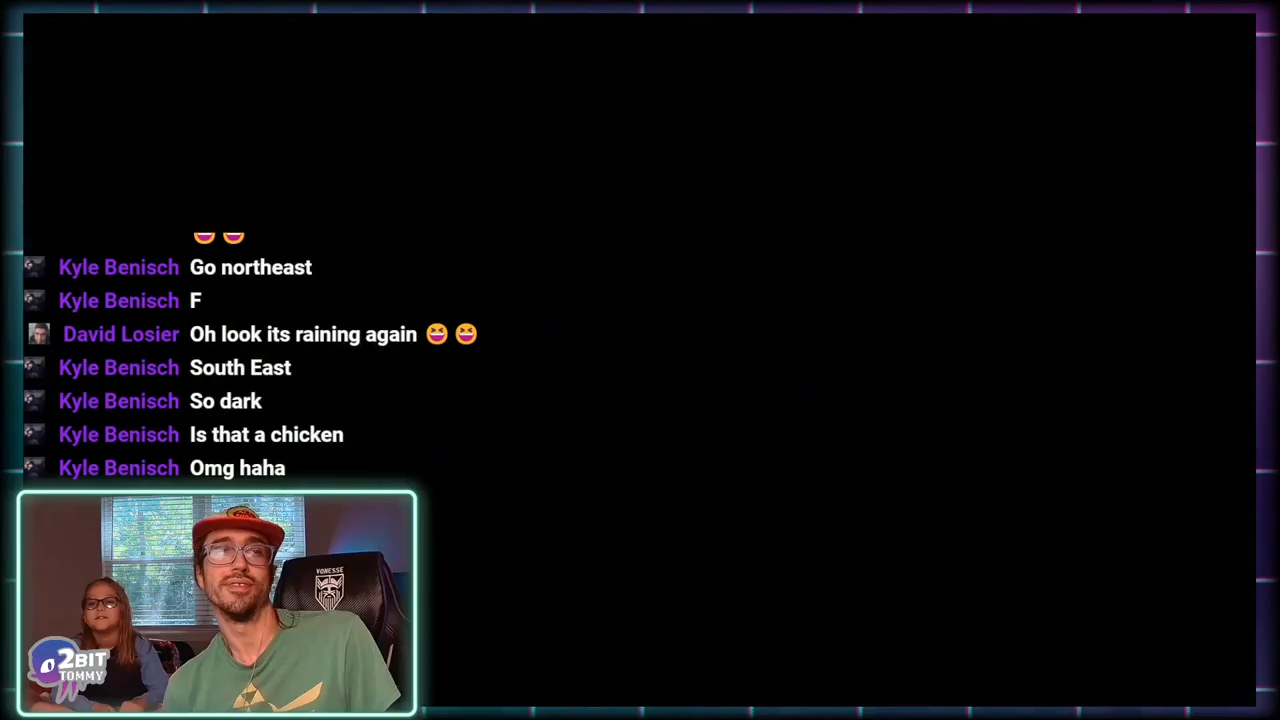 Kyle Benisch Go northeast
Kyle Benisch F
David Losier Oh look its raining again 😆 😆
Kyle Benisch South East
Kyle Benisch So dark
Kyle Benisch Is that a chicken
Kyle Benisch Omg haha
VONESSE
2BIT
TOMMY